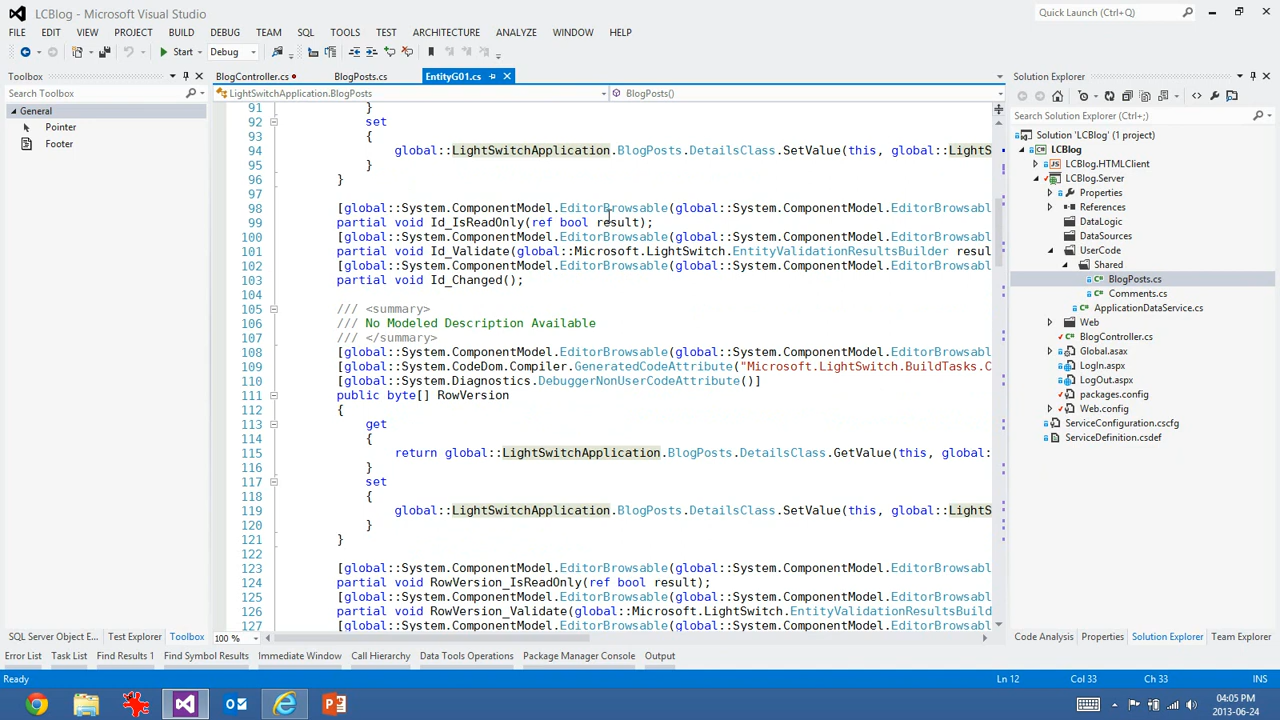 LCBlog - Microsoft Visual Studio
Quick Launch (Ctrl+Q)
FILE EDIT VIEW PROJECT BUILD DEBUG TEAM SQL TOOLS TEST ARCHITECTURE ANALYZE WINDOW HELP
Start Debug
Toolbox
BlogController.cs BlogPosts.cs EntityG01.cs
Solution Explorer
Search Toolbox
LightSwitchApplication.BlogPosts BlogPosts()
General
Pointer
Footer
91 }
92 set
93 {
94 global::LightSwitchApplication.BlogPosts.DetailsClass.SetValue(this, global::LightS
95 }
96 }
97
98 [global::System.ComponentModel.EditorBrowsable(global::System.ComponentModel.EditorBrowsabl
99 partial void Id_IsReadOnly(ref bool result);
100 [global::System.ComponentModel.EditorBrowsable(global::System.ComponentModel.EditorBrowsabl
101 partial void Id_Validate(global::Microsoft.LightSwitch.EntityValidationResultsBuilder resul
102 [global::System.ComponentModel.EditorBrowsable(global::System.ComponentModel.EditorBrowsabl
103 partial void Id_Changed();
104
105 /// <summary>
106 /// No Modeled Description Available
107 /// </summary>
108 [global::System.ComponentModel.EditorBrowsable(global::System.ComponentModel.EditorBrowsabl
109 [global::System.CodeDom.Compiler.GeneratedCodeAttribute("Microsoft.LightSwitch.BuildTasks.C
110 [global::System.Diagnostics.DebuggerNonUserCodeAttribute()]
111 public byte[] RowVersion
112 {
113 get
114 {
115 return global::LightSwitchApplication.BlogPosts.DetailsClass.GetValue(this, global:
116 }
117 set
118 {
119 global::LightSwitchApplication.BlogPosts.DetailsClass.SetValue(this, global::LightS
120 }
121 }
122
123 [global::System.ComponentModel.EditorBrowsable(global::System.ComponentModel.EditorBrowsabl
124 partial void RowVersion_IsReadOnly(ref bool result);
125 [global::System.ComponentModel.EditorBrowsable(global::System.ComponentModel.EditorBrowsabl
126 partial void RowVersion_Validate(global::Microsoft.LightSwitch.EntityValidationResultsBuild
127 [global::System.ComponentModel.EditorBrowsable(global::System.ComponentModel.EditorBrowsabl
100 %
Search Solution Explorer (Ctrl+;)
Solution 'LCBlog' (1 project)
LCBlog
LCBlog.HTMLClient
LCBlog.Server
Properties
References
DataLogic
DataSources
UserCode
Shared
BlogPosts.cs
Comments.cs
ApplicationDataService.cs
Web
BlogController.cs
Global.asax
LogIn.aspx
LogOut.aspx
packages.config
Web.config
ServiceConfiguration.cscfg
ServiceDefinition.csdef
SQL Server Object E... Test Explorer Toolbox
Code Analysis Properties Solution Explorer Team Explorer
Error List Task List Find Results 1 Find Symbol Results Immediate Window Call Hierarchy Data Tools Operations Package Manager Console Output
Ready Ln 12 Col 33 Ch 33 INS
04:05 PM
2013-06-24